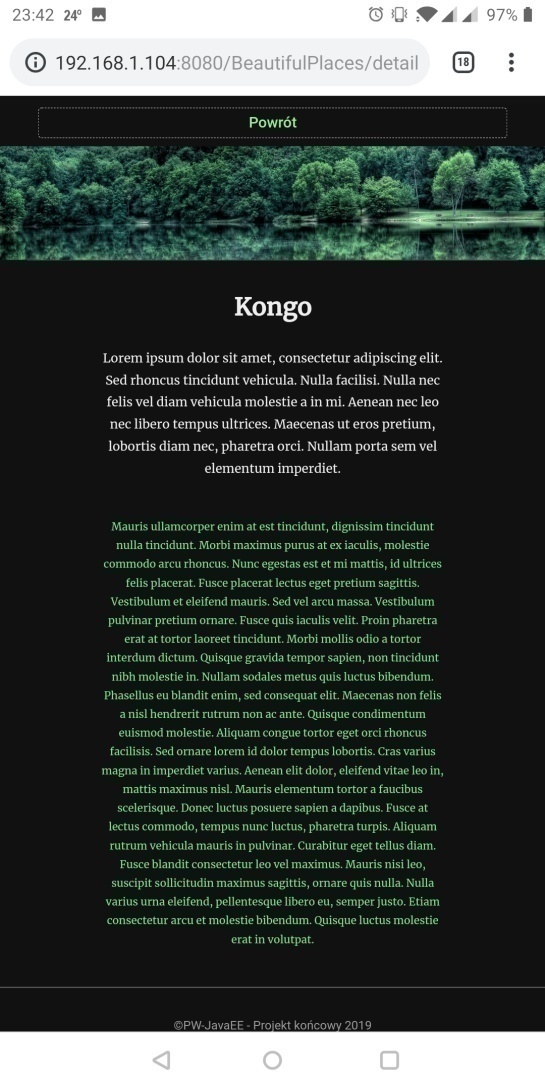 23:42 24° 97%
192.168.1.104:8080/BeautifulPlaces/detail 18
Powrót
Kongo
Lorem ipsum dolor sit amet, consectetur adipiscing elit.
Sed rhoncus tincidunt vehicula. Nulla facilisi. Nulla nec
felis vel diam vehicula molestie a in mi. Aenean nec leo
nec libero tempus ultrices. Maecenas ut eros pretium,
lobortis diam nec, pharetra orci. Nullam porta sem vel
elementum imperdiet.
Mauris ullamcorper enim at est tincidunt, dignissim tincidunt
nulla tincidunt. Morbi maximus purus at ex iaculis, molestie
commodo arcu rhoncus. Nunc egestas est et mi mattis, id ultrices
felis placerat. Fusce placerat lectus eget pretium sagittis.
Vestibulum et eleifend mauris. Sed vel arcu massa. Vestibulum
pulvinar pretium ornare. Fusce quis iaculis velit. Proin pharetra
erat at tortor laoreet tincidunt. Morbi mollis odio a tortor
interdum dictum. Quisque gravida tempor sapien, non tincidunt
nibh molestie in. Nullam sodales metus quis luctus bibendum.
Phasellus eu blandit enim, sed consequat elit. Maecenas non felis
a nisl hendrerit rutrum non ac ante. Quisque condimentum
euismod molestie. Aliquam congue tortor eget orci rhoncus
facilisis. Sed ornare lorem id dolor tempus lobortis. Cras varius
magna in imperdiet varius. Aenean elit dolor, eleifend vitae leo in,
mattis maximus nisl. Mauris elementum tortor a faucibus
scelerisque. Donec luctus posuere sapien a dapibus. Fusce at
lectus commodo, tempus nunc luctus, pharetra turpis. Aliquam
rutrum vehicula mauris in pulvinar. Curabitur eget tellus diam.
Fusce blandit consectetur leo vel maximus. Mauris nisi leo,
suscipit sollicitudin maximus sagittis, ornare quis nulla. Nulla
varius urna eleifend, pellentesque libero eu, semper justo. Etiam
consectetur arcu et molestie bibendum. Quisque luctus molestie
erat in volutpat.
©PW-JavaEE - Projekt końcowy 2019